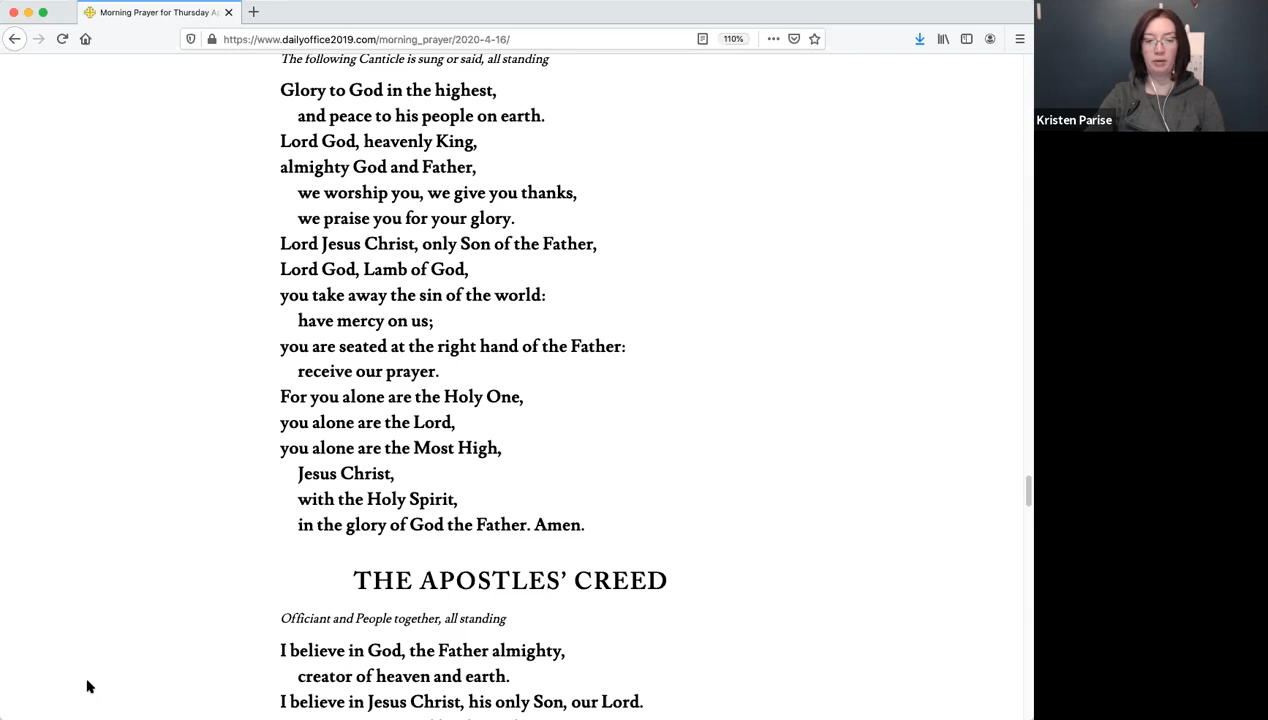 Morning Prayer for Thursday
https://www.dailyoffice2019.com/morning_prayer/2020-4-16/
110%
The following Canticle is sung or said, all standing
Glory to God in the highest,
and peace to his people on earth.
Lord God, heavenly King,
almighty God and Father,
we worship you, we give you thanks,
we praise you for your glory.
Lord Jesus Christ, only Son of the Father,
Lord God, Lamb of God,
you take away the sin of the world:
have mercy on us;
you are seated at the right hand of the Father:
receive our prayer.
For you alone are the Holy One,
you alone are the Lord,
you alone are the Most High,
Jesus Christ,
with the Holy Spirit,
in the glory of God the Father. Amen.
THE APOSTLES’ CREED
Officiant and People together, all standing
I believe in God, the Father almighty,
creator of heaven and earth.
I believe in Jesus Christ, his only Son, our Lord.
Kristen Parise